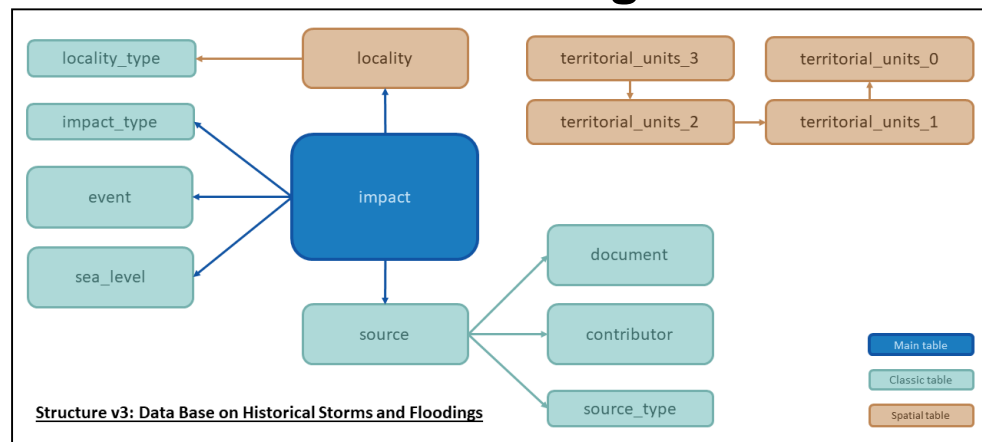 locality_type
locality
territorial_units_3
territorial_units_0
impact_type
territorial_units_2
territorial_units_1
event
impact
sea_level
document
source
contributor
source_type
Main table
Classic table
Spatial table
Structure v3: Data Base on Historical Storms and Floodings